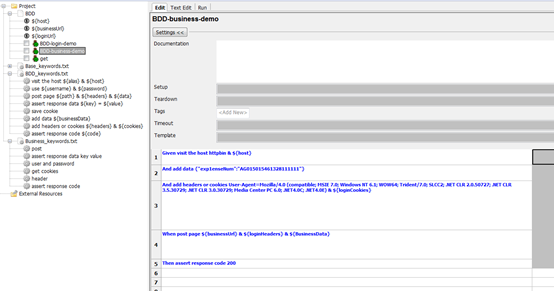 Project
BDD
${host}
${businessUrl}
${loginUrl}
BDD-login-demo
BDD-business-demo
get
Base_keywords.txt
BDD_keywords.txt
visit the host ${alias} & ${host}
use ${username} & ${password}
post page ${path} & ${headers} & ${data}
assert response data ${key} = ${value}
save cookie
add data ${businessData}
add headers or cookies ${headers} & ${cookies}
assert response code ${code}
Business_keywords.txt
post
assert response data key value
user and password
get cookies
header
assert response code
External Resources
Edit Text Edit Run
BDD-business-demo
Settings <<
Documentation
Setup
Teardown
Tags <Add New>
Timeout
Template
1 Given visit the host httpbin & ${host}
2 And add data {"exp1enseNum":"AG015015461328111111"}
3 And add headers or cookies User-Agent=Mozilla/4.0 (compatible; MSIE 7.0; Windows NT 6.1; WOW64; Trident/7.0; SLCC2; .NET CLR 2.0.50727; .NET CLR
3.5.30729; .NET CLR 3.0.30729; Media Center PC 6.0; .NET4.0C; .NET4.0E) & ${loginCookies}
4 When post page ${businessUrl} & ${loginHeaders} & ${BusinessData}
5 Then assert response code 200
6
7
8